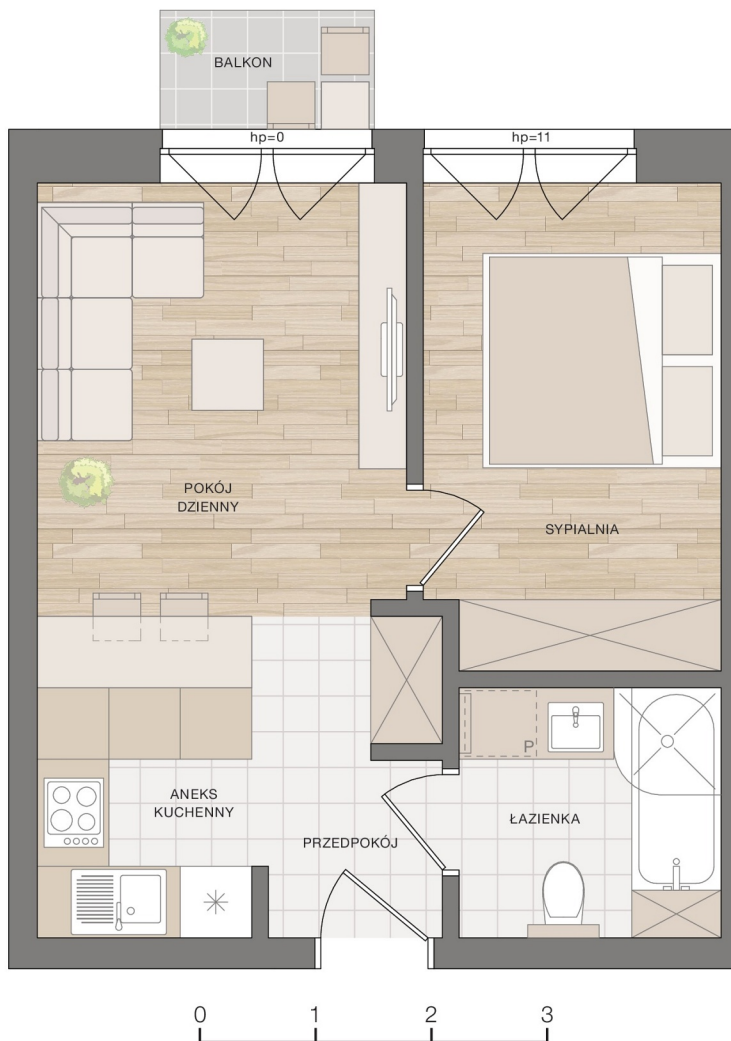 BALKON
hp=0
hp=11
POKÓJ
DZIENNY
SYPIALNIA
P
ANEKS
KUCHENNY
PRZEDPOKÓJ
ŁAZIENKA
0 1 2 3